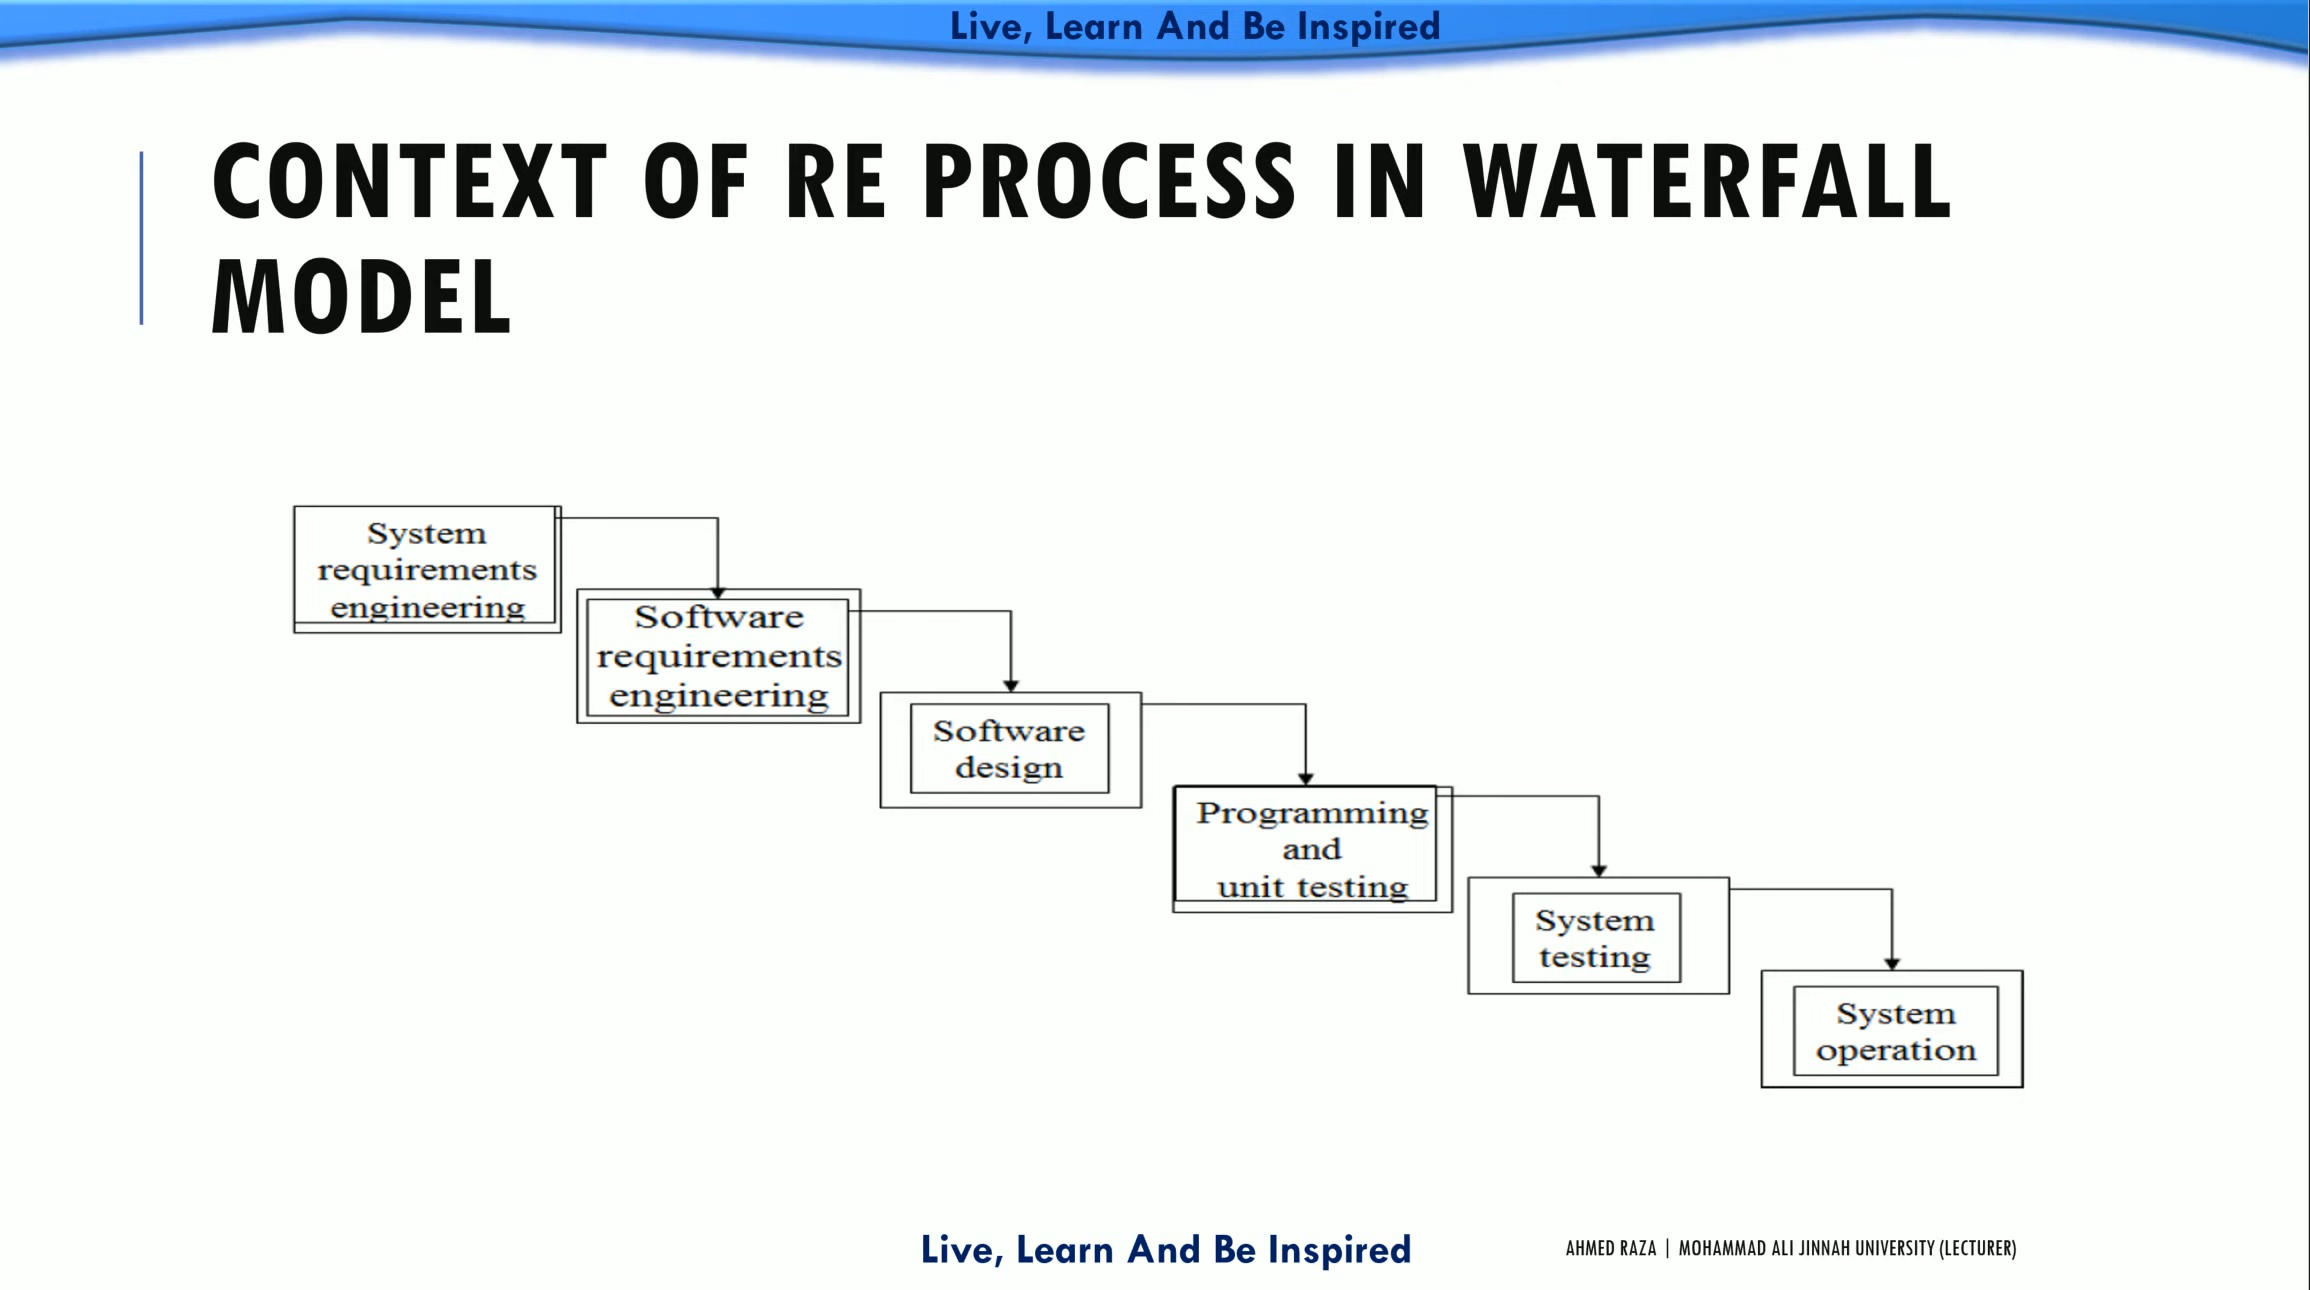 Live, Learn And Be Inspired
CONTEXT OF RE PROCESS IN WATERFALL
MODEL
System
requirements
engineering
Software
requirements
engineering
Software
design
Programming
and
unit testing
System
testing
System
operation
Live, Learn And Be Inspired
AHMED RAZA | MOHAMMAD ALI JINNAH UNIVERSITY (LECTURER)